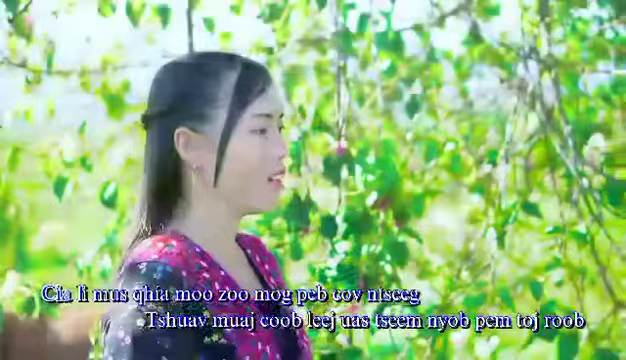 Cia li mus qhia moo zoo mog peb cov ntseeg
Tshuav muaj coob leej uas tseem nyob pem toj roob